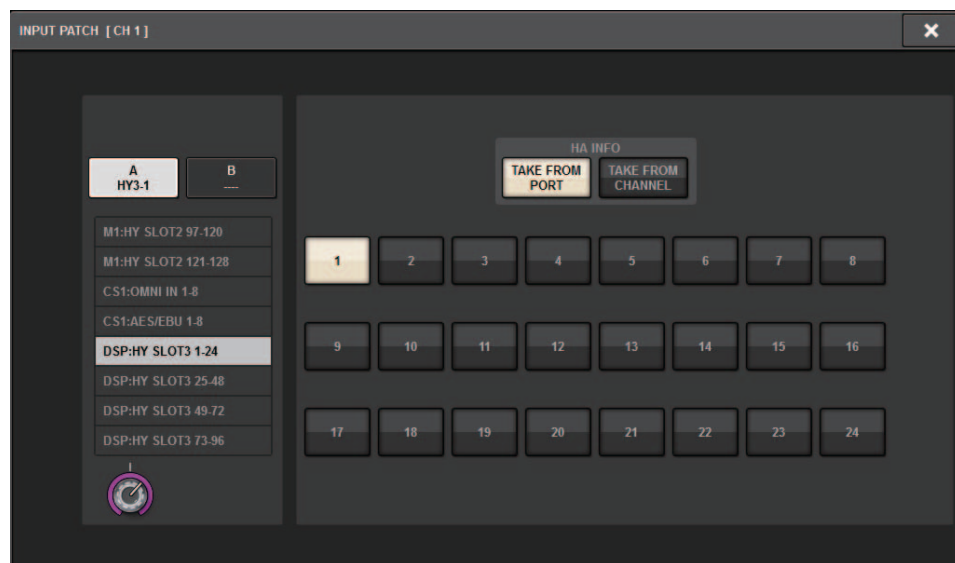 INPUT PATCH [ CH 1 ]
A
HY3-1
B
----
HA INFO
TAKE FROM
PORT
TAKE FROM
CHANNEL
M1:HY SLOT2 97-120
M1:HY SLOT2 121-128
CS1:OMNI IN 1-8
CS1:AES/EBU 1-8
DSP:HY SLOT3 1-24
DSP:HY SLOT3 25-48
DSP:HY SLOT3 49-72
DSP:HY SLOT3 73-96
1 2 3 4 5 6 7 8
9 10 11 12 13 14 15 16
17 18 19 20 21 22 23 24